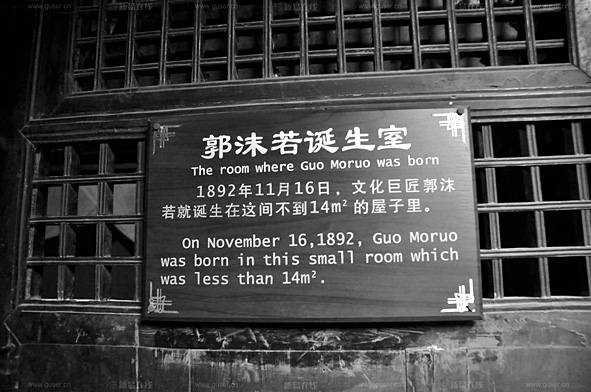 郭沫若诞生室
The room where Guo Moruo was born
1892年11月16日，文化巨匠郭沫
若就诞生在这间不到14m²的屋子里。
On November 16,1892, Guo Moruo
was born in this small room which
was less than 14m².